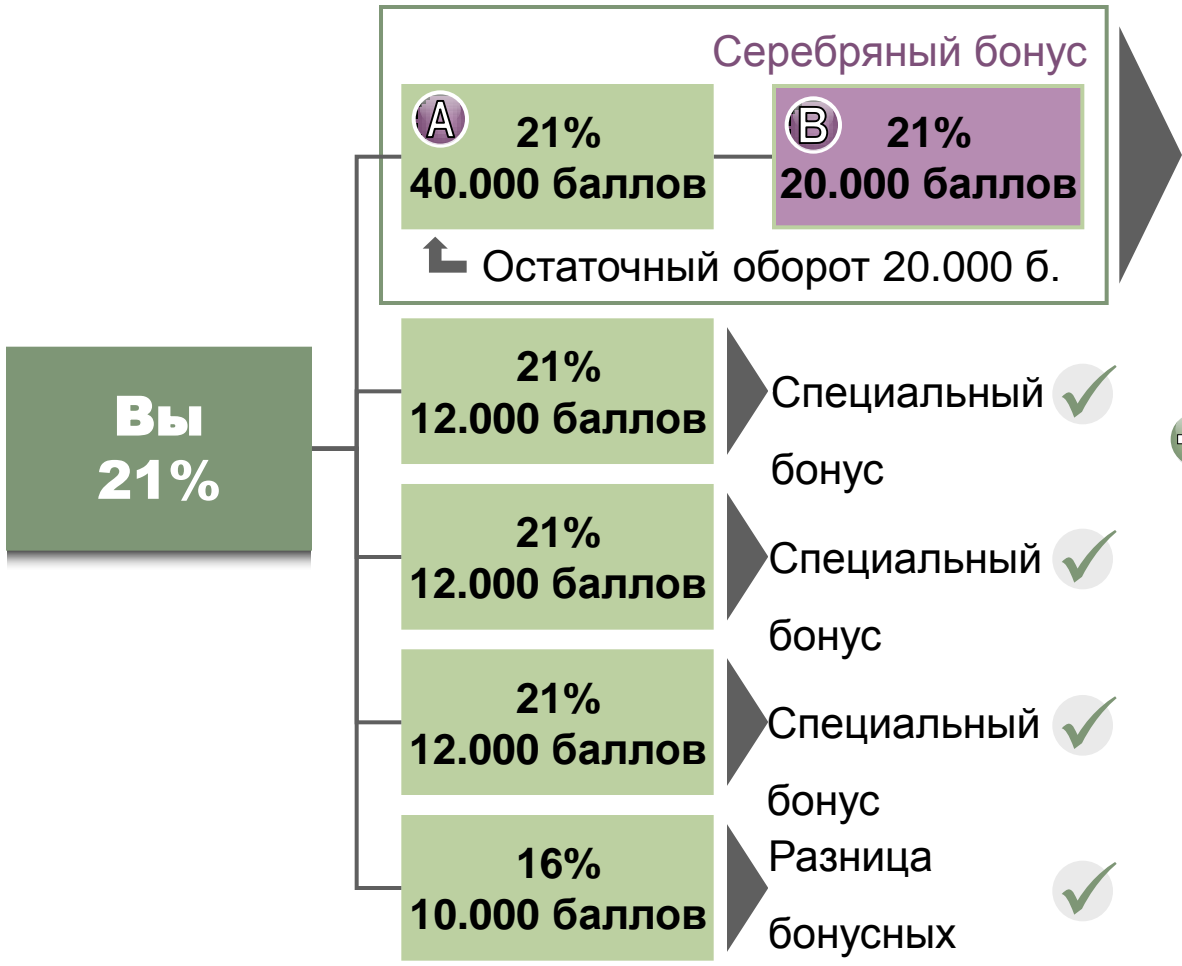 Серебряный бонус
A
21%
40.000 баллов
B
21%
20.000 баллов
Остаточный оборот 20.000 б.
Вы
21%
21%
12.000 баллов
Специальный
бонус
21%
12.000 баллов
Специальный
бонус
21%
12.000 баллов
Специальный
бонус
16%
10.000 баллов
Разница
бонусных